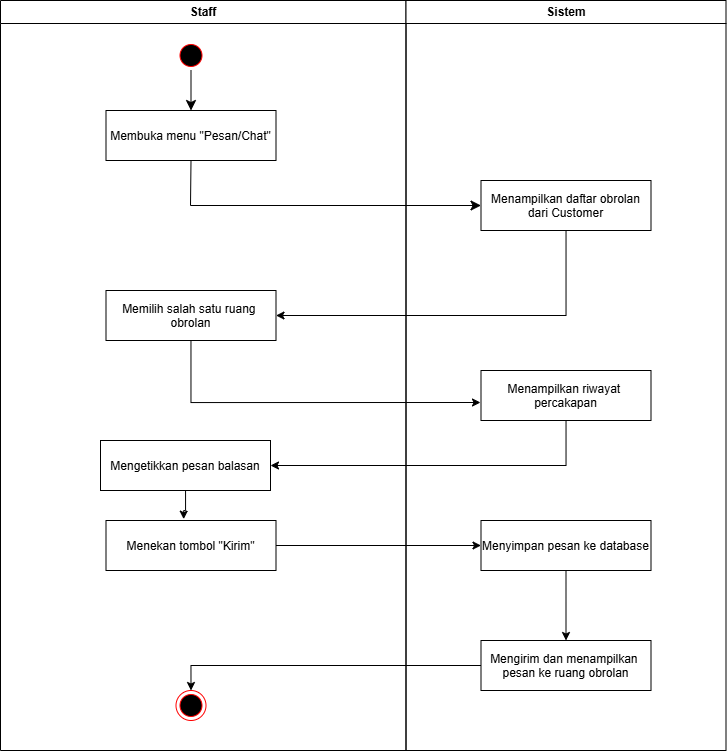 Staff
Sistem
Membuka menu "Pesan/Chat"
Menampilkan daftar obrolan
dari Customer
Memilih salah satu ruang
obrolan
Menampilkan riwayat
percakapan
Mengetikkan pesan balasan
Menekan tombol "Kirim"
Menyimpan pesan ke database
Mengirim dan menampilkan
pesan ke ruang obrolan